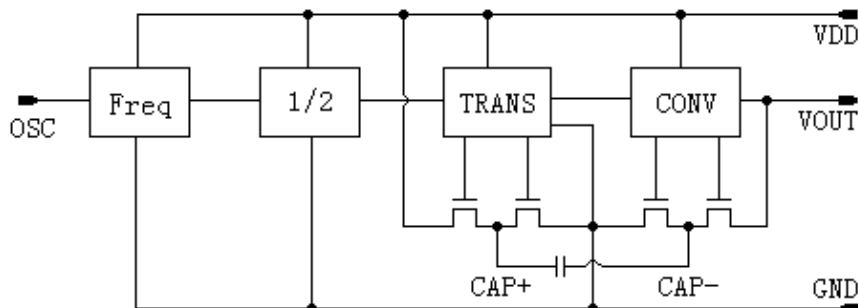 VDD
Freq
1/2
TRANS
CONV
OSC
VOUT
CAP+
CAP-
GND